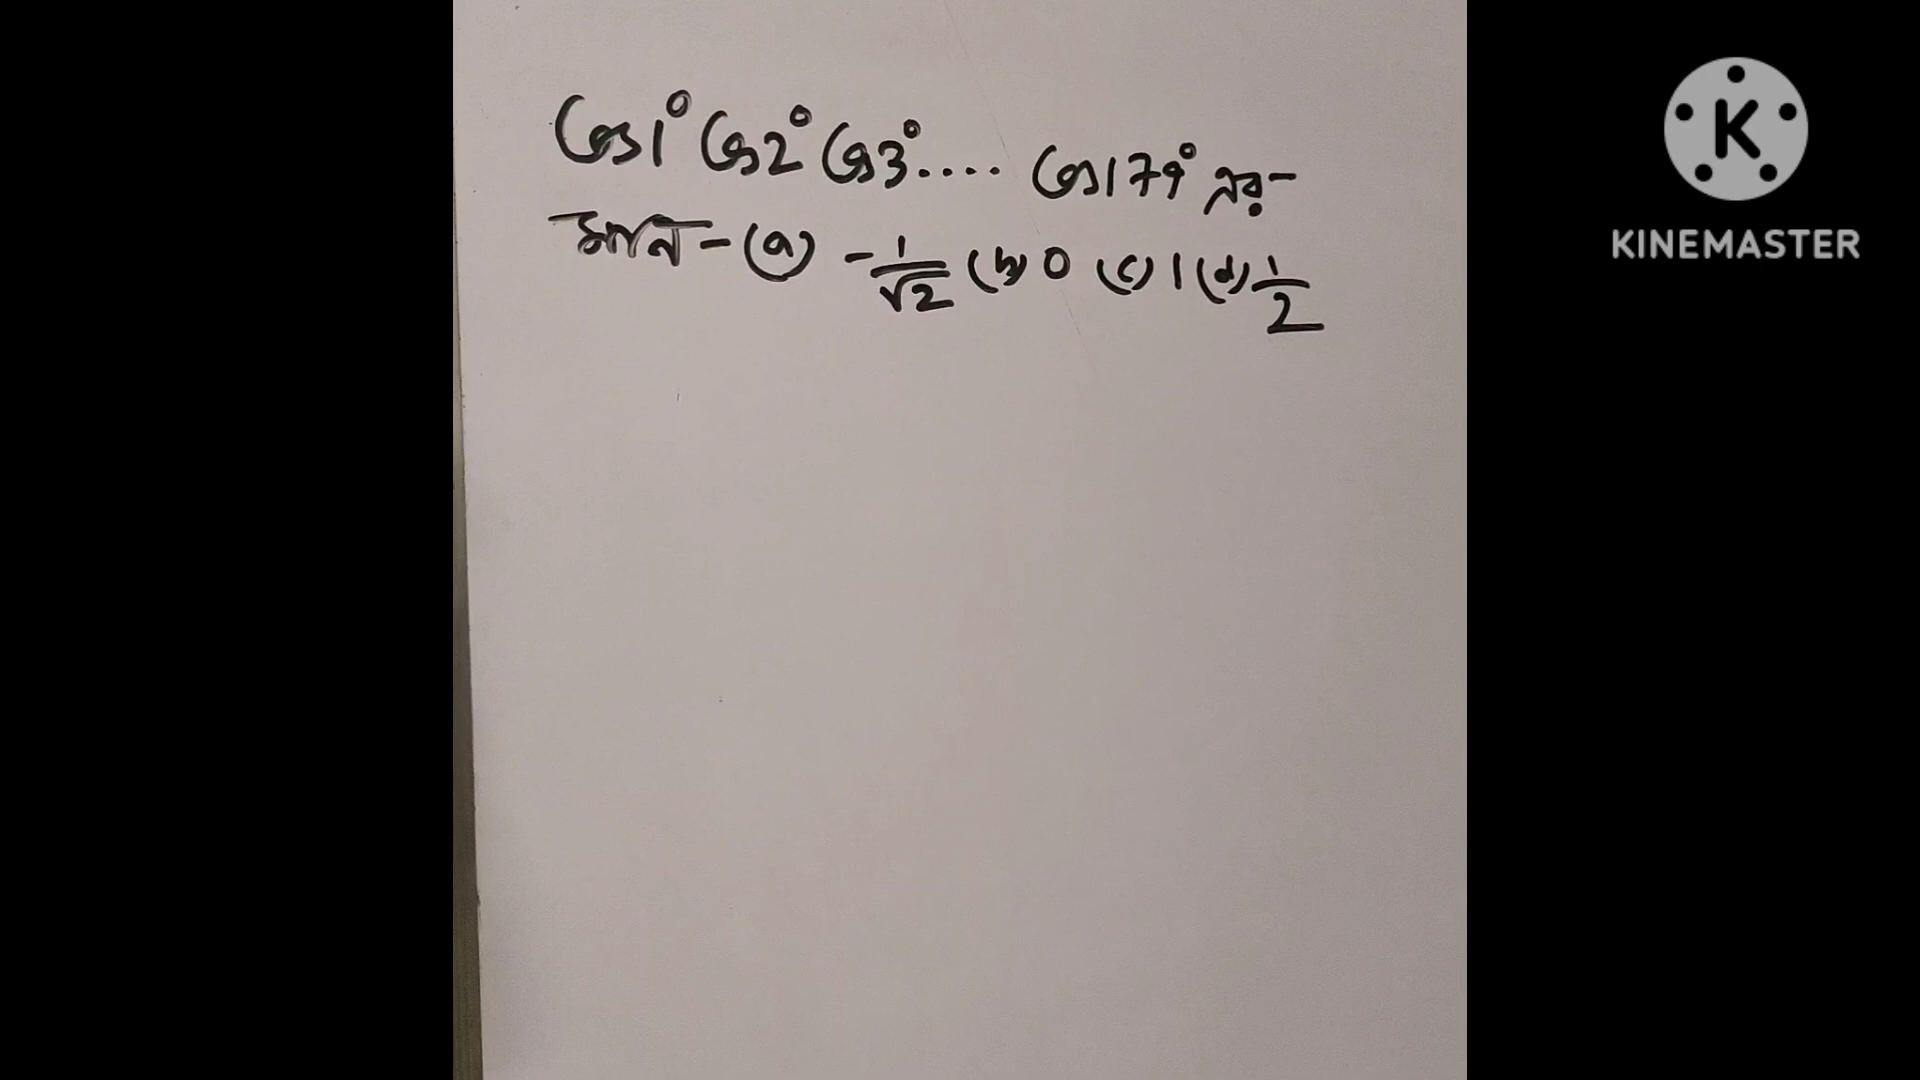 cos1° cos2° cos3°.... cos179° এর
মান - (a) -1/√2 (b) 0 (c) 1 (d) 1/2
K
KINEMASTER